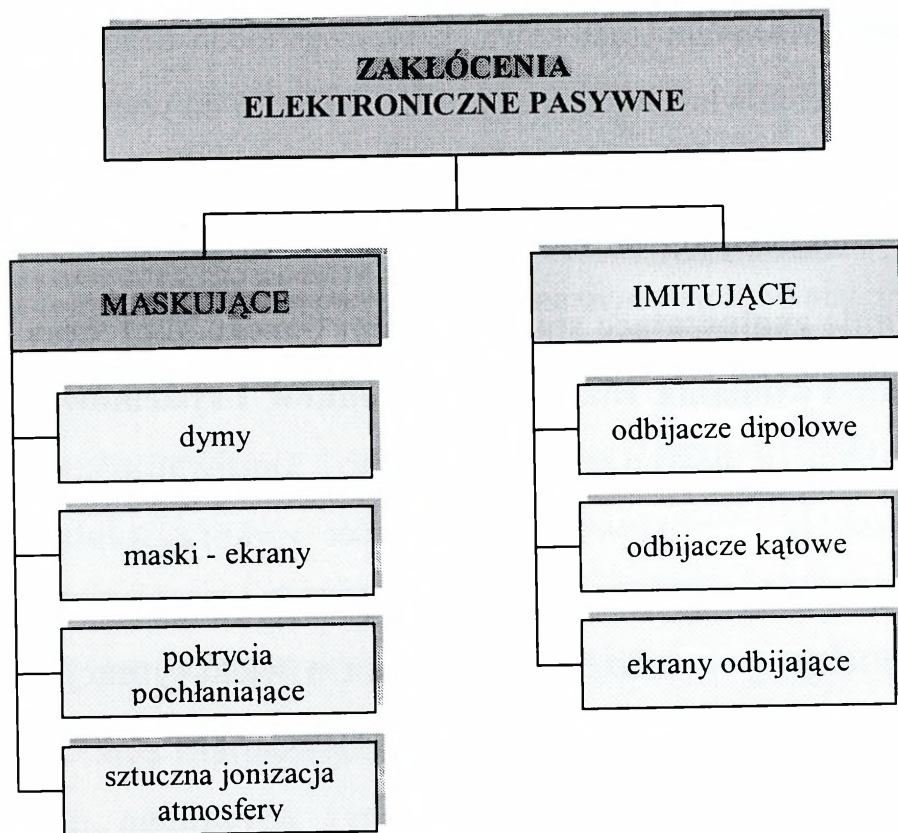 ZAKŁÓCENIA
ELEKTRONICZNE PASYWNE
MASKUJĄCE
dymy
maski - ekrany
pokrycia
pochłaniające
sztuczna jonizacja
atmosfery
IMITUJĄCE
odbijacze dipolowe
odbijacze kątowe
ekrany odbijające